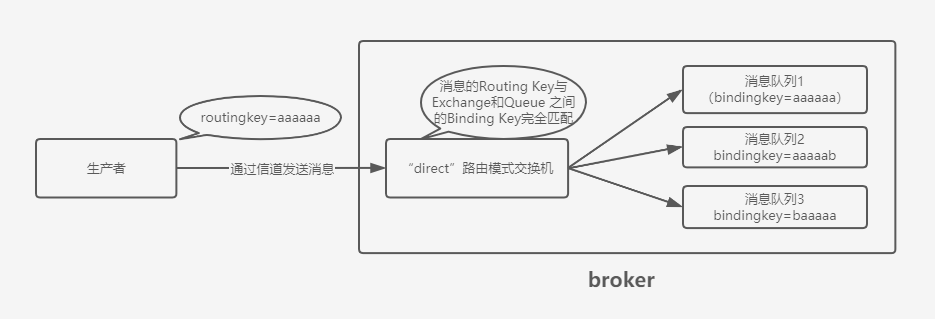 routingkey=aaaaaa
生产者
通过信道发送消息
消息的Routing Key与
Exchange和Queue 之间
的Binding Key完全匹配
“direct”路由模式交换机
消息队列1
（bindingkey=aaaaaa）
消息队列2
bindingkey=aaaaab
消息队列3
bindingkey=baaaaa
broker